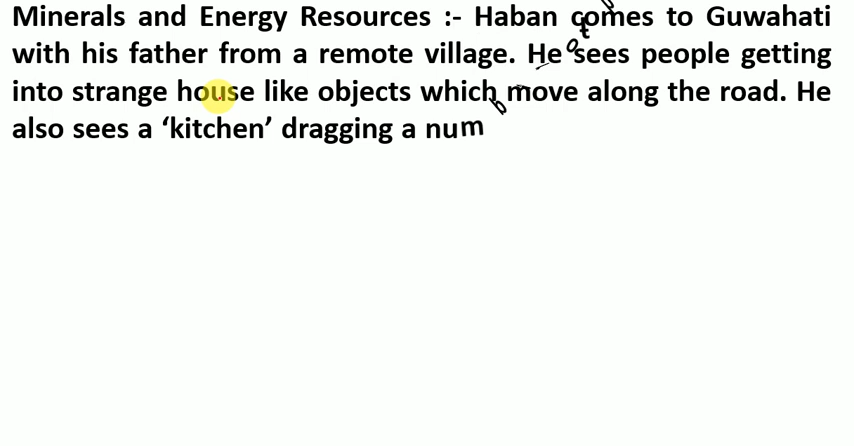 Minerals and Energy Resources :- Haban comes to Guwahati
with his father from a remote village. He sees people getting
into strange house like objects which move along the road. He
also sees a ‘kitchen’ dragging a num